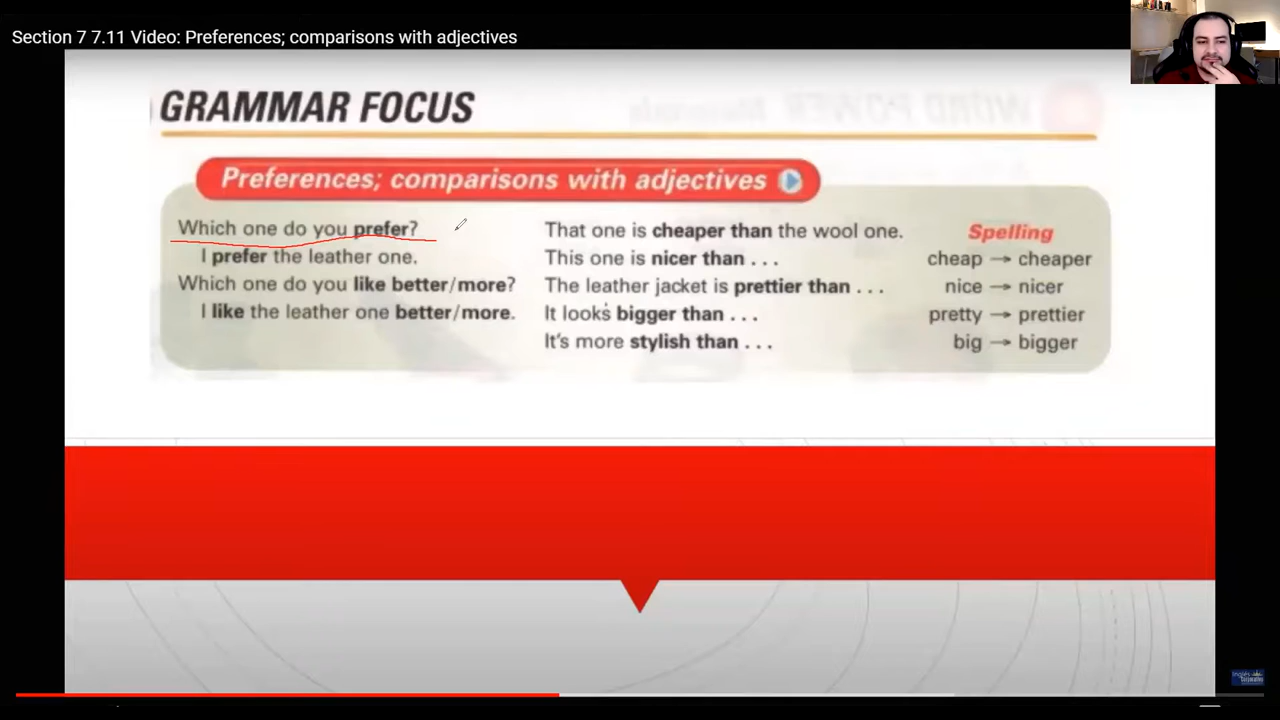 Section 7 7.11 Video: Preferences; comparisons with adjectives
GRAMMAR FOCUS
Preferences; comparisons with adjectives
Which one do you prefer?
I prefer the leather one.
Which one do you like better/more?
I like the leather one better/more.
That one is cheaper than the wool one.
This one is nicer than . . .
The leather jacket is prettier than . . .
It looks bigger than . . .
It's more stylish than . . .
Spelling
cheap → cheaper
nice → nicer
pretty → prettier
big → bigger